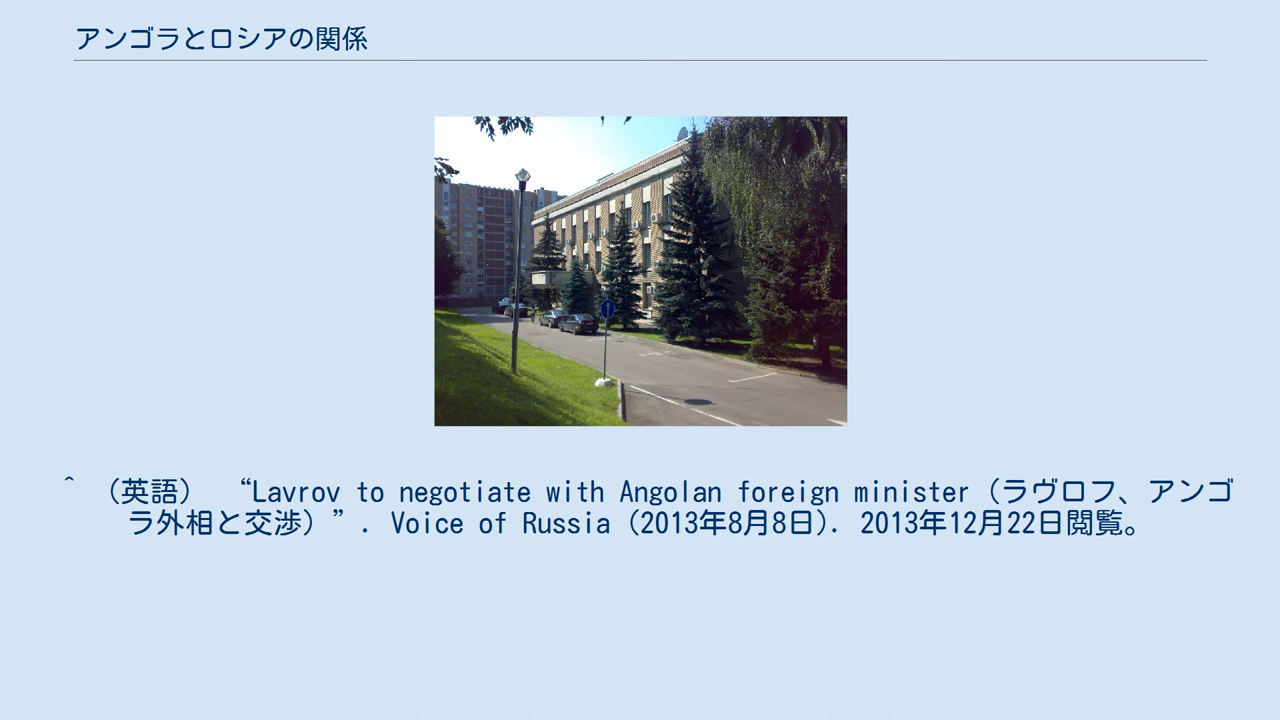 アンゴラとロシアの関係
^ （英語） “Lavrov to negotiate with Angolan foreign minister（ラヴロフ、アンゴ
ラ外相と交渉）”. Voice of Russia (2013年8月8日). 2013年12月22日閲覧。